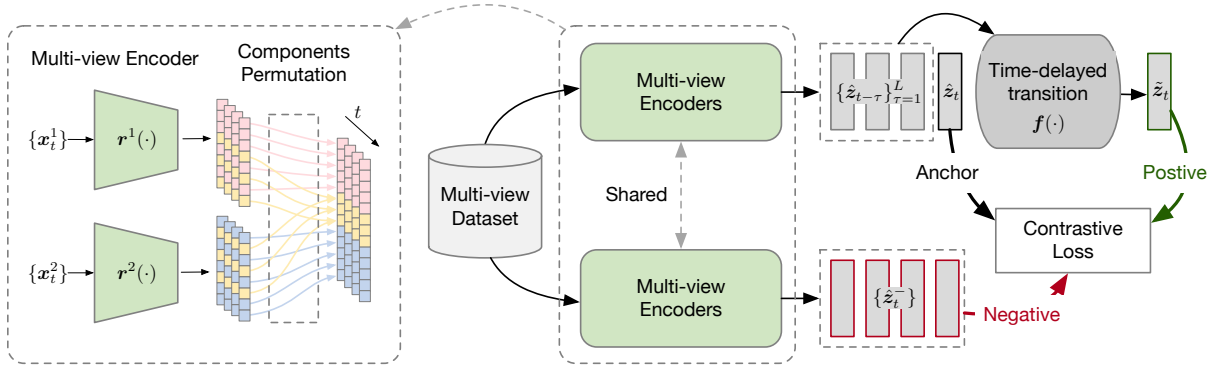 Multi-view Encoder
Components
Permutation
t
{x_t^1}
r^1(·)
{x_t^2}
r^2(·)
Multi-view
Dataset
Multi-view
Encoders
Shared
Multi-view
Encoders
{ẑ_{t−τ}}_{τ=1}^L
ẑ_t
Time-delayed
transition
f(·)
z̃_t
Anchor
Postive
Contrastive
Loss
{ẑ_t^−}
Negative